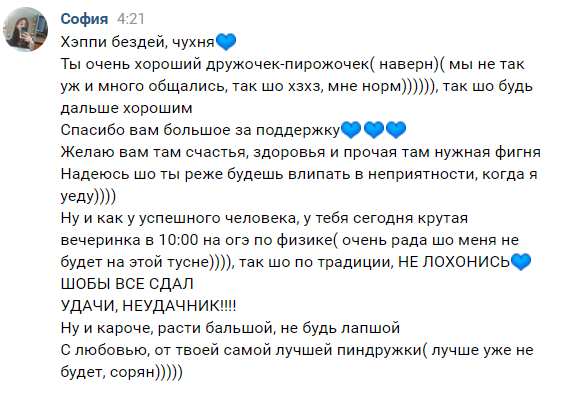 София 4:21
Хэппи бездей, чухня💙
Ты очень хороший дружочек-пирожочек( наверн)( мы не так
уж и много общались, так шо хзхз, мне норм)))))), так шо будь
дальше хорошим
Спасибо вам большое за поддержку💙💙💙
Желаю вам там счастья, здоровья и прочая там нужная фигня
Надеюсь шо ты реже будешь влипать в неприятности, когда я
уеду))))
Ну и как у успешного человека, у тебя сегодня крутая
вечеринка в 10:00 на огэ по физике( очень рада шо меня не
будет на этой тусне)))), так шо по традиции, НЕ ЛОХОНИСЬ💙
ШОБЫ ВСЕ СДАЛ
УДАЧИ, НЕУДАЧНИК!!!!
Ну и кароче, расти бальшой, не будь лапшой
С любовью, от твоей самой лучшей пиндружки( лучше уже не
будет, сорян)))))